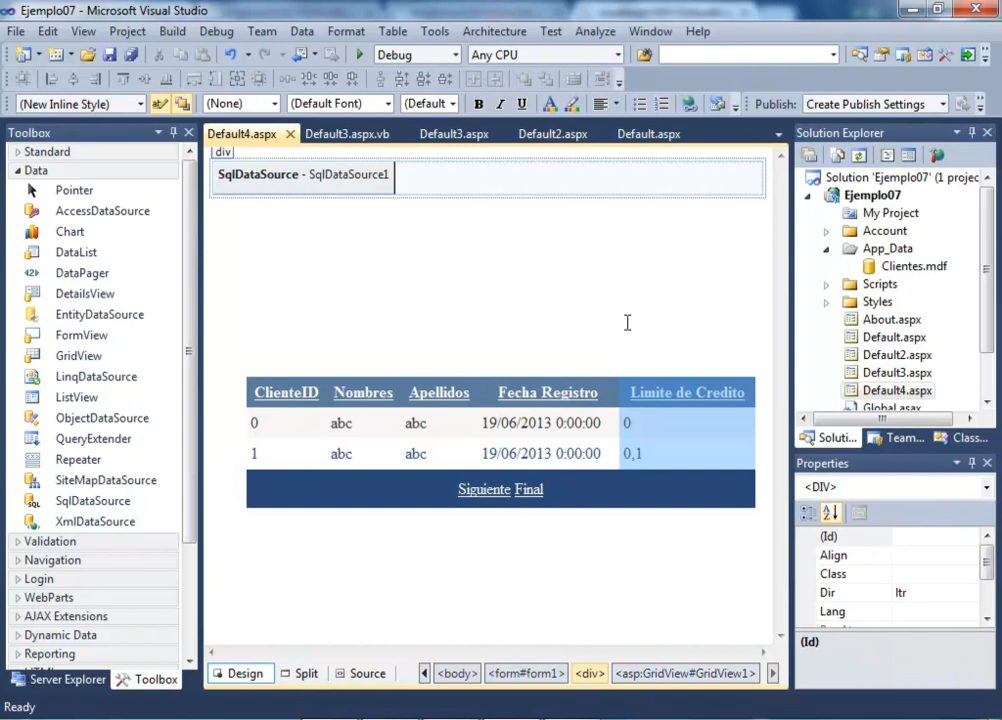 Ejemplo07 - Microsoft Visual Studio
File Edit View Project Build Debug Team Data Format Table Tools Architecture Test Analyze Window Help
Debug Any CPU
(New Inline Style) (None) (Default Font) (Default B I U A Publish: Create Publish Settings
Toolbox
Standard
Data
Pointer
AccessDataSource
Chart
DataList
DataPager
DetailsView
EntityDataSource
FormView
GridView
LinqDataSource
ListView
ObjectDataSource
QueryExtender
Repeater
SiteMapDataSource
SqlDataSource
XmlDataSource
Validation
Navigation
Login
WebParts
AJAX Extensions
Dynamic Data
Reporting
Server Explorer Toolbox
Default4.aspx Default3.aspx.vb Default3.aspx Default2.aspx Default.aspx
div
SqlDataSource - SqlDataSource1
ClienteID Nombres Apellidos Fecha Registro Limite de Credito
0 abc abc 19/06/2013 0:00:00 0
1 abc abc 19/06/2013 0:00:00 0,1
Siguiente Final
Design Split Source <body> <form#form1> <div> <asp:GridView#GridView1>
Solution Explorer
Solution 'Ejemplo07' (1 projec
Ejemplo07
My Project
Account
App_Data
Clientes.mdf
Scripts
Styles
About.aspx
Default.aspx
Default2.aspx
Default3.aspx
Default4.aspx
Global.asax
Soluti... Team... Class...
Properties
<DIV>
(Id)
Align
Class
Dir ltr
Lang
(Id)
Ready